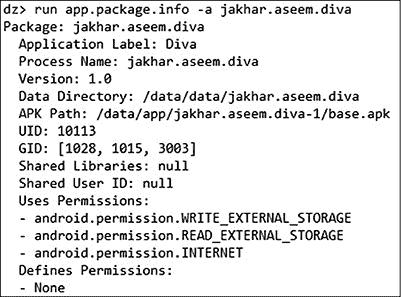 dz> run app.package.info -a jakhar.aseem.diva
Package: jakhar.aseem.diva
Application Label: Diva
Process Name: jakhar.aseem.diva
Version: 1.0
Data Directory: /data/data/jakhar.aseem.diva
APK Path: /data/app/jakhar.aseem.diva-1/base.apk
UID: 10113
GID: [1028, 1015, 3003]
Shared Libraries: null
Shared User ID: null
Uses Permissions:
- android.permission.WRITE_EXTERNAL_STORAGE
- android.permission.READ_EXTERNAL_STORAGE
- android.permission.INTERNET
Defines Permissions:
- None